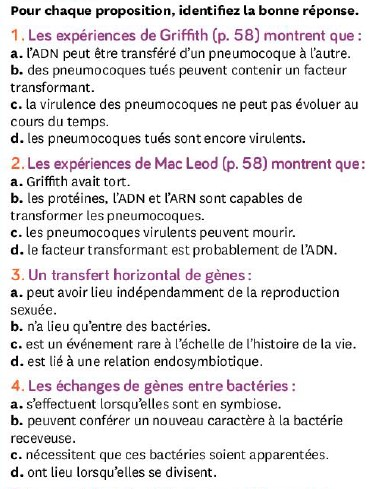 Pour chaque proposition, identifiez la bonne réponse.
1. Les expériences de Griffith (p. 58) montrent que :
a. l'ADN peut être transféré d'un pneumocoque à l'autre.
b. des pneumocoques tués peuvent contenir un facteur
transformant.
c. la virulence des pneumocoques ne peut pas évoluer au
cours du temps.
d. les pneumocoques tués sont encore virulents.
2. Les expériences de Mac Leod (p. 58) montrent que :
a. Griffith avait tort.
b. les protéines, l'ADN et l'ARN sont capables de
transformer les pneumocoques.
c. les pneumocoques virulents peuvent mourir.
d. le facteur transformant est probablement de l'ADN.
3. Un transfert horizontal de gènes :
a. peut avoir lieu indépendamment de la reproduction
sexuée.
b. n'a lieu qu'entre des bactéries.
c. est un événement rare à l'échelle de l'histoire de la vie.
d. est lié à une relation endosymbiotique.
4. Les échanges de gènes entre bactéries :
a. s'effectuent lorsqu'elles sont en symbiose.
b. peuvent conférer un nouveau caractère à la bactérie
receveuse.
c. nécessitent que ces bactéries soient apparentées.
d. ont lieu lorsqu'elles se divisent.